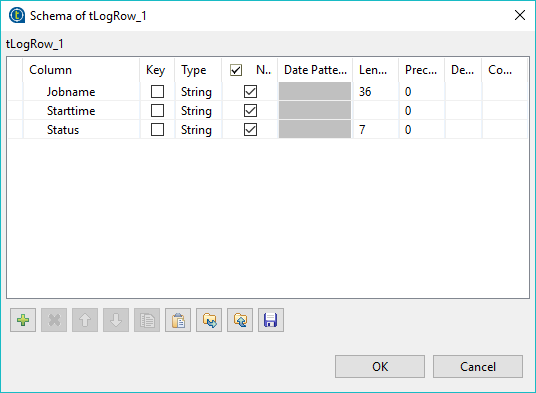 Schema of tLogRow_1
tLogRow_1
Column Key Type N.. Date Patte... Len... Prec... De... Co...
Jobname String 36 0
Starttime String 0
Status String 7 0
OK Cancel